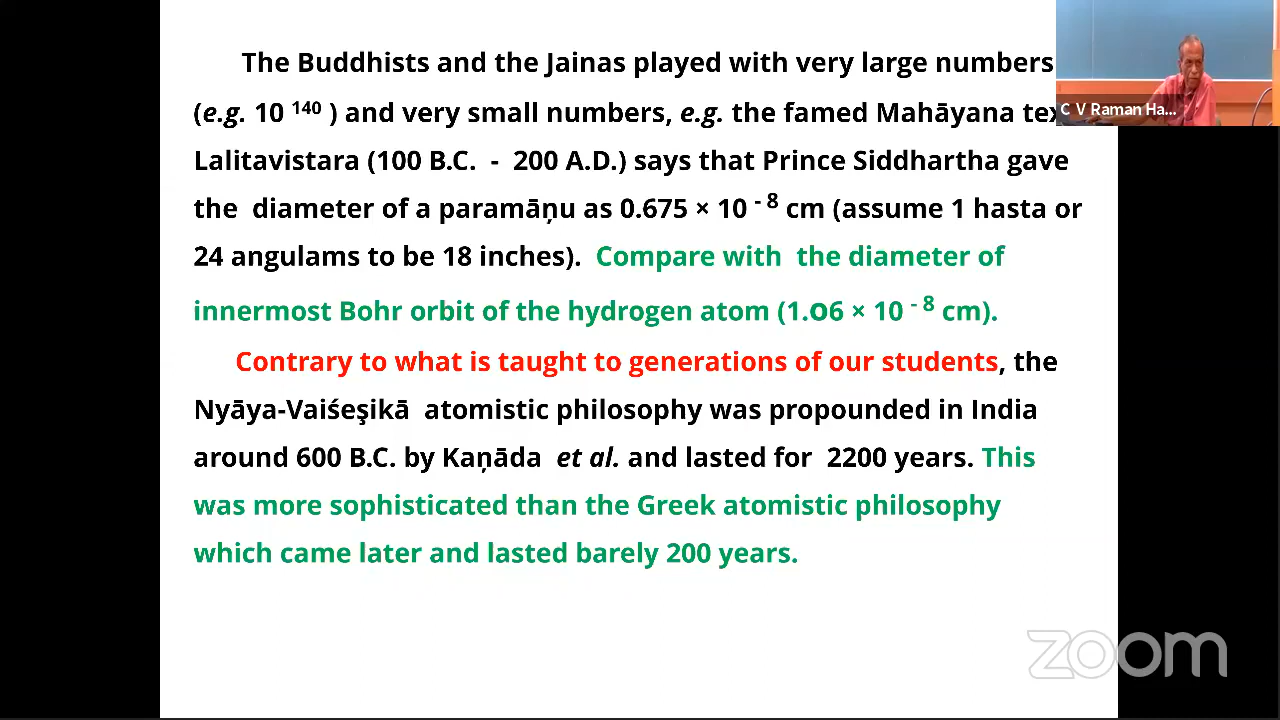 The Buddhists and the Jainas played with very large numbers
(e.g. 10 140 ) and very small numbers, e.g. the famed Mahāyana tex
Lalitavistara (100 B.C. - 200 A.D.) says that Prince Siddhartha gave
the diameter of a paramāṇu as 0.675 × 10 - 8 cm (assume 1 hasta or
24 angulams to be 18 inches). Compare with the diameter of
innermost Bohr orbit of the hydrogen atom (1.06 × 10 - 8 cm).
Contrary to what is taught to generations of our students, the
Nyāya-Vaiśeşikā atomistic philosophy was propounded in India
around 600 B.C. by Kaṇāda et al. and lasted for 2200 years. This
was more sophisticated than the Greek atomistic philosophy
which came later and lasted barely 200 years.
C V Raman Ha...
zoom